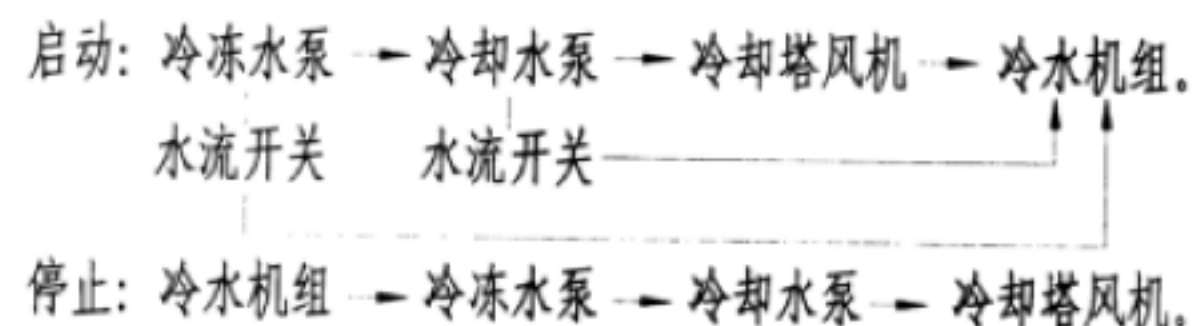 启动: 冷冻水泵 → 冷却水泵 → 冷却塔风机 → 冷水机组。
水流开关 水流开关
停止: 冷水机组 → 冷冻水泵 → 冷却水泵 → 冷却塔风机。